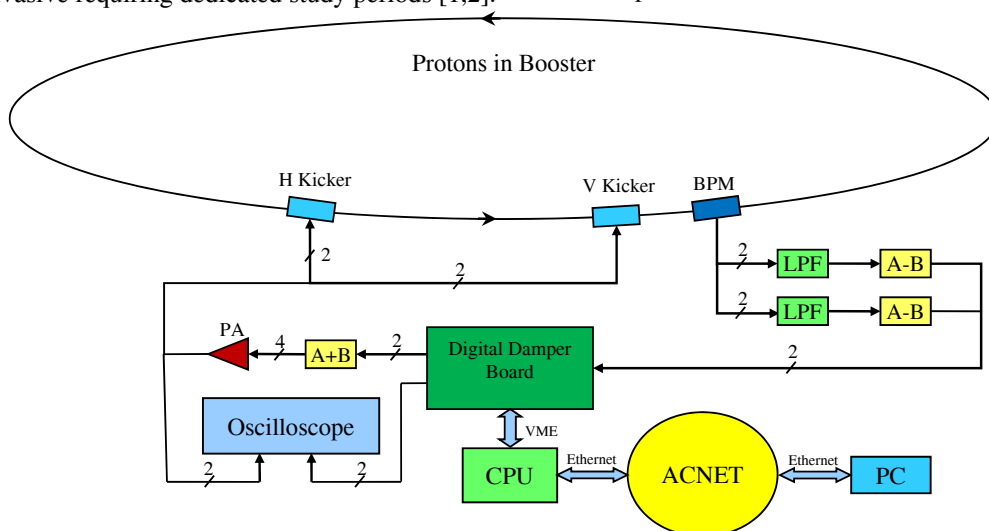 vasive requiring dedicated study periods [1,2].
Protons in Booster
H Kicker
V Kicker
BPM
2
2
2
LPF
A-B
2
LPF
A-B
PA
4
A+B
2
Digital Damper
Board
2
Oscilloscope
2
2
VME
CPU
Ethernet
ACNET
Ethernet
PC